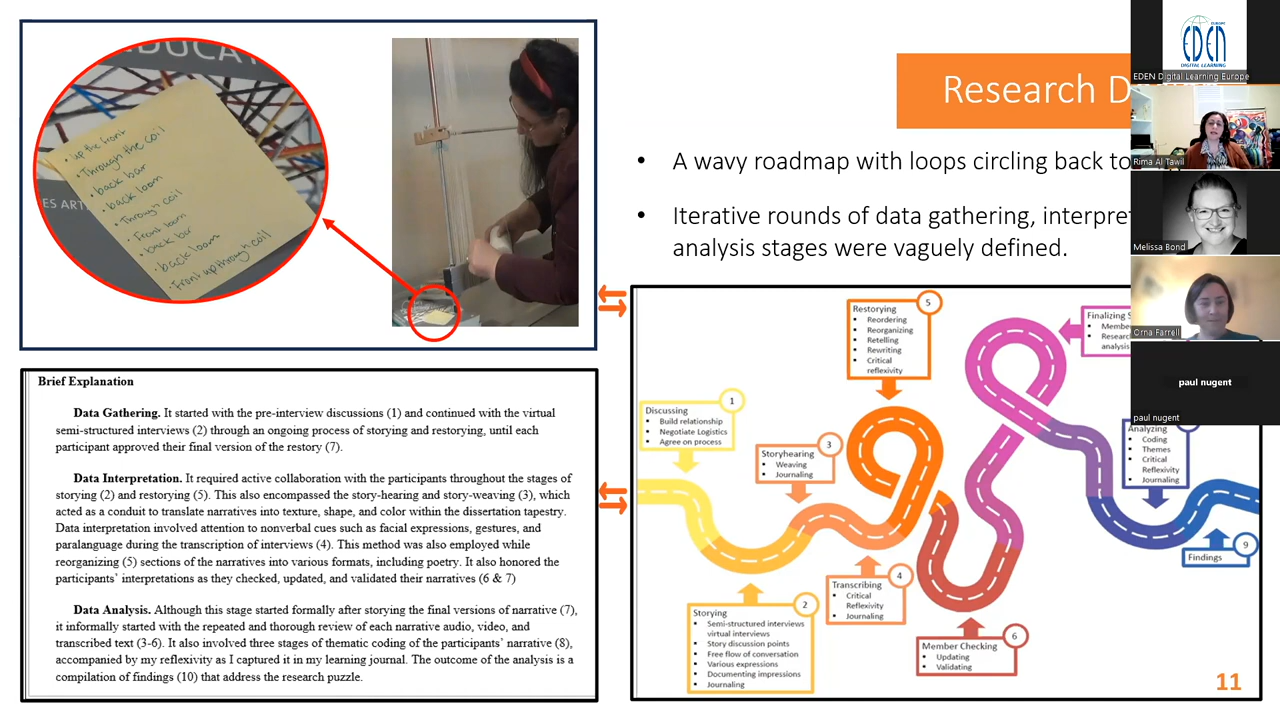 EDUCAT
ES ART
• up the front
• Through the coil
• back bar
• back loom
• Through coil
• Front loom
• back bar
• back loom
• Front up through coil
Research D
• A wavy roadmap with loops circling back to
• Iterative rounds of data gathering,
analysis stages were vaguely defined.
Brief Explanation
Data Gathering. It started with the pre-interview discussions (1) and continued with the virtual
semi-structured interviews (2) through an ongoing process of storying and restorying, until each
participant approved their final version of the restory (7).
Data Interpretation. It required active collaboration with the participants throughout the stages of
storying (2) and restorying (5). This also encompassed the story-hearing and story-weaving (3), which
acted as a conduit to translate narratives into texture, shape, and color within the dissertation tapestry.
Data interpretation involved attention to nonverbal cues such as facial expressions, gestures, and
paralanguage during the transcription of interviews (4). This method was also employed while
reorganizing (5) sections of the narratives into various formats, including poetry. It also honored the
participants' interpretations as they checked, updated, and validated their narratives (6 & 7)
Data Analysis. Although this stage started formally after storying the final versions of narrative (7),
it informally started with the repeated and thorough review of each narrative audio, video, and
transcribed text (3-6). It also involved three stages of thematic coding of the participants' narrative (8),
accompanied by my reflexivity as I captured it in my learning journal. The outcome of the analysis is a
compilation of findings (10) that address the research puzzle.
1
Discussing
▪ Build relationship
▪ Negotiate Logistics
▪ Agree on process
2
Storying
▪ Semi-structured interviews
virtual interviews
▪ Story discussion points
▪ Free flow of conversation
▪ Various expressions
▪ Documenting impressions
▪ Journaling
3
Storyhearing
▪ Weaving
▪ Journaling
4
Transcribing
▪ Critical
Reflexivity
▪ Journaling
5
Restorying
▪ Reordering
▪ Reorganizing
▪ Retelling
▪ Rewriting
▪ Critical
reflexivity
6
Member Checking
▪ Updating
▪ Validating
Finalizing
analysis
Analyzing
▪ Coding
▪ Themes
▪ Critical
Reflexivity
▪ Journaling
9
Findings
11
EUROPE
EDEN
DIGITAL LEARNING
EDEN Digital Learning Europe
Rima Al Tawil
Melissa Bond
Orna Farrell
paul nugent
paul nugent